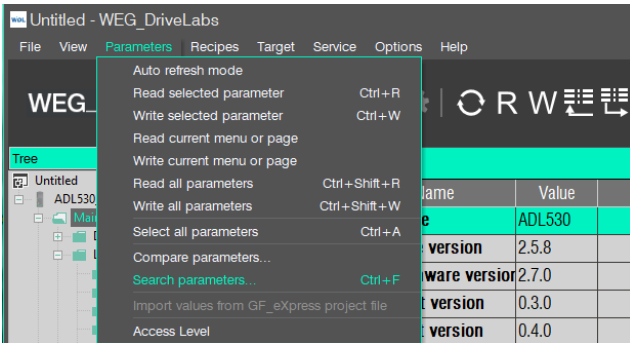 WDL Untitled - WEG_DriveLabs
File View Parameters Recipes Target Service Options Help
Auto refresh mode
Read selected parameter Ctrl+R
Write selected parameter Ctrl+W
Read current menu or page
Write current menu or page
Read all parameters Ctrl+Shift+R
Write all parameters Ctrl+Shift+W
Select all parameters Ctrl+A
Compare parameters...
Search parameters... Ctrl+F
Import values from GF_eXpress project file
Access Level
WEG_
R W
Tree
Untitled
ADL530
Mai
Value
ADL530
version 2.5.8
ware version 2.7.0
version 0.3.0
version 0.4.0